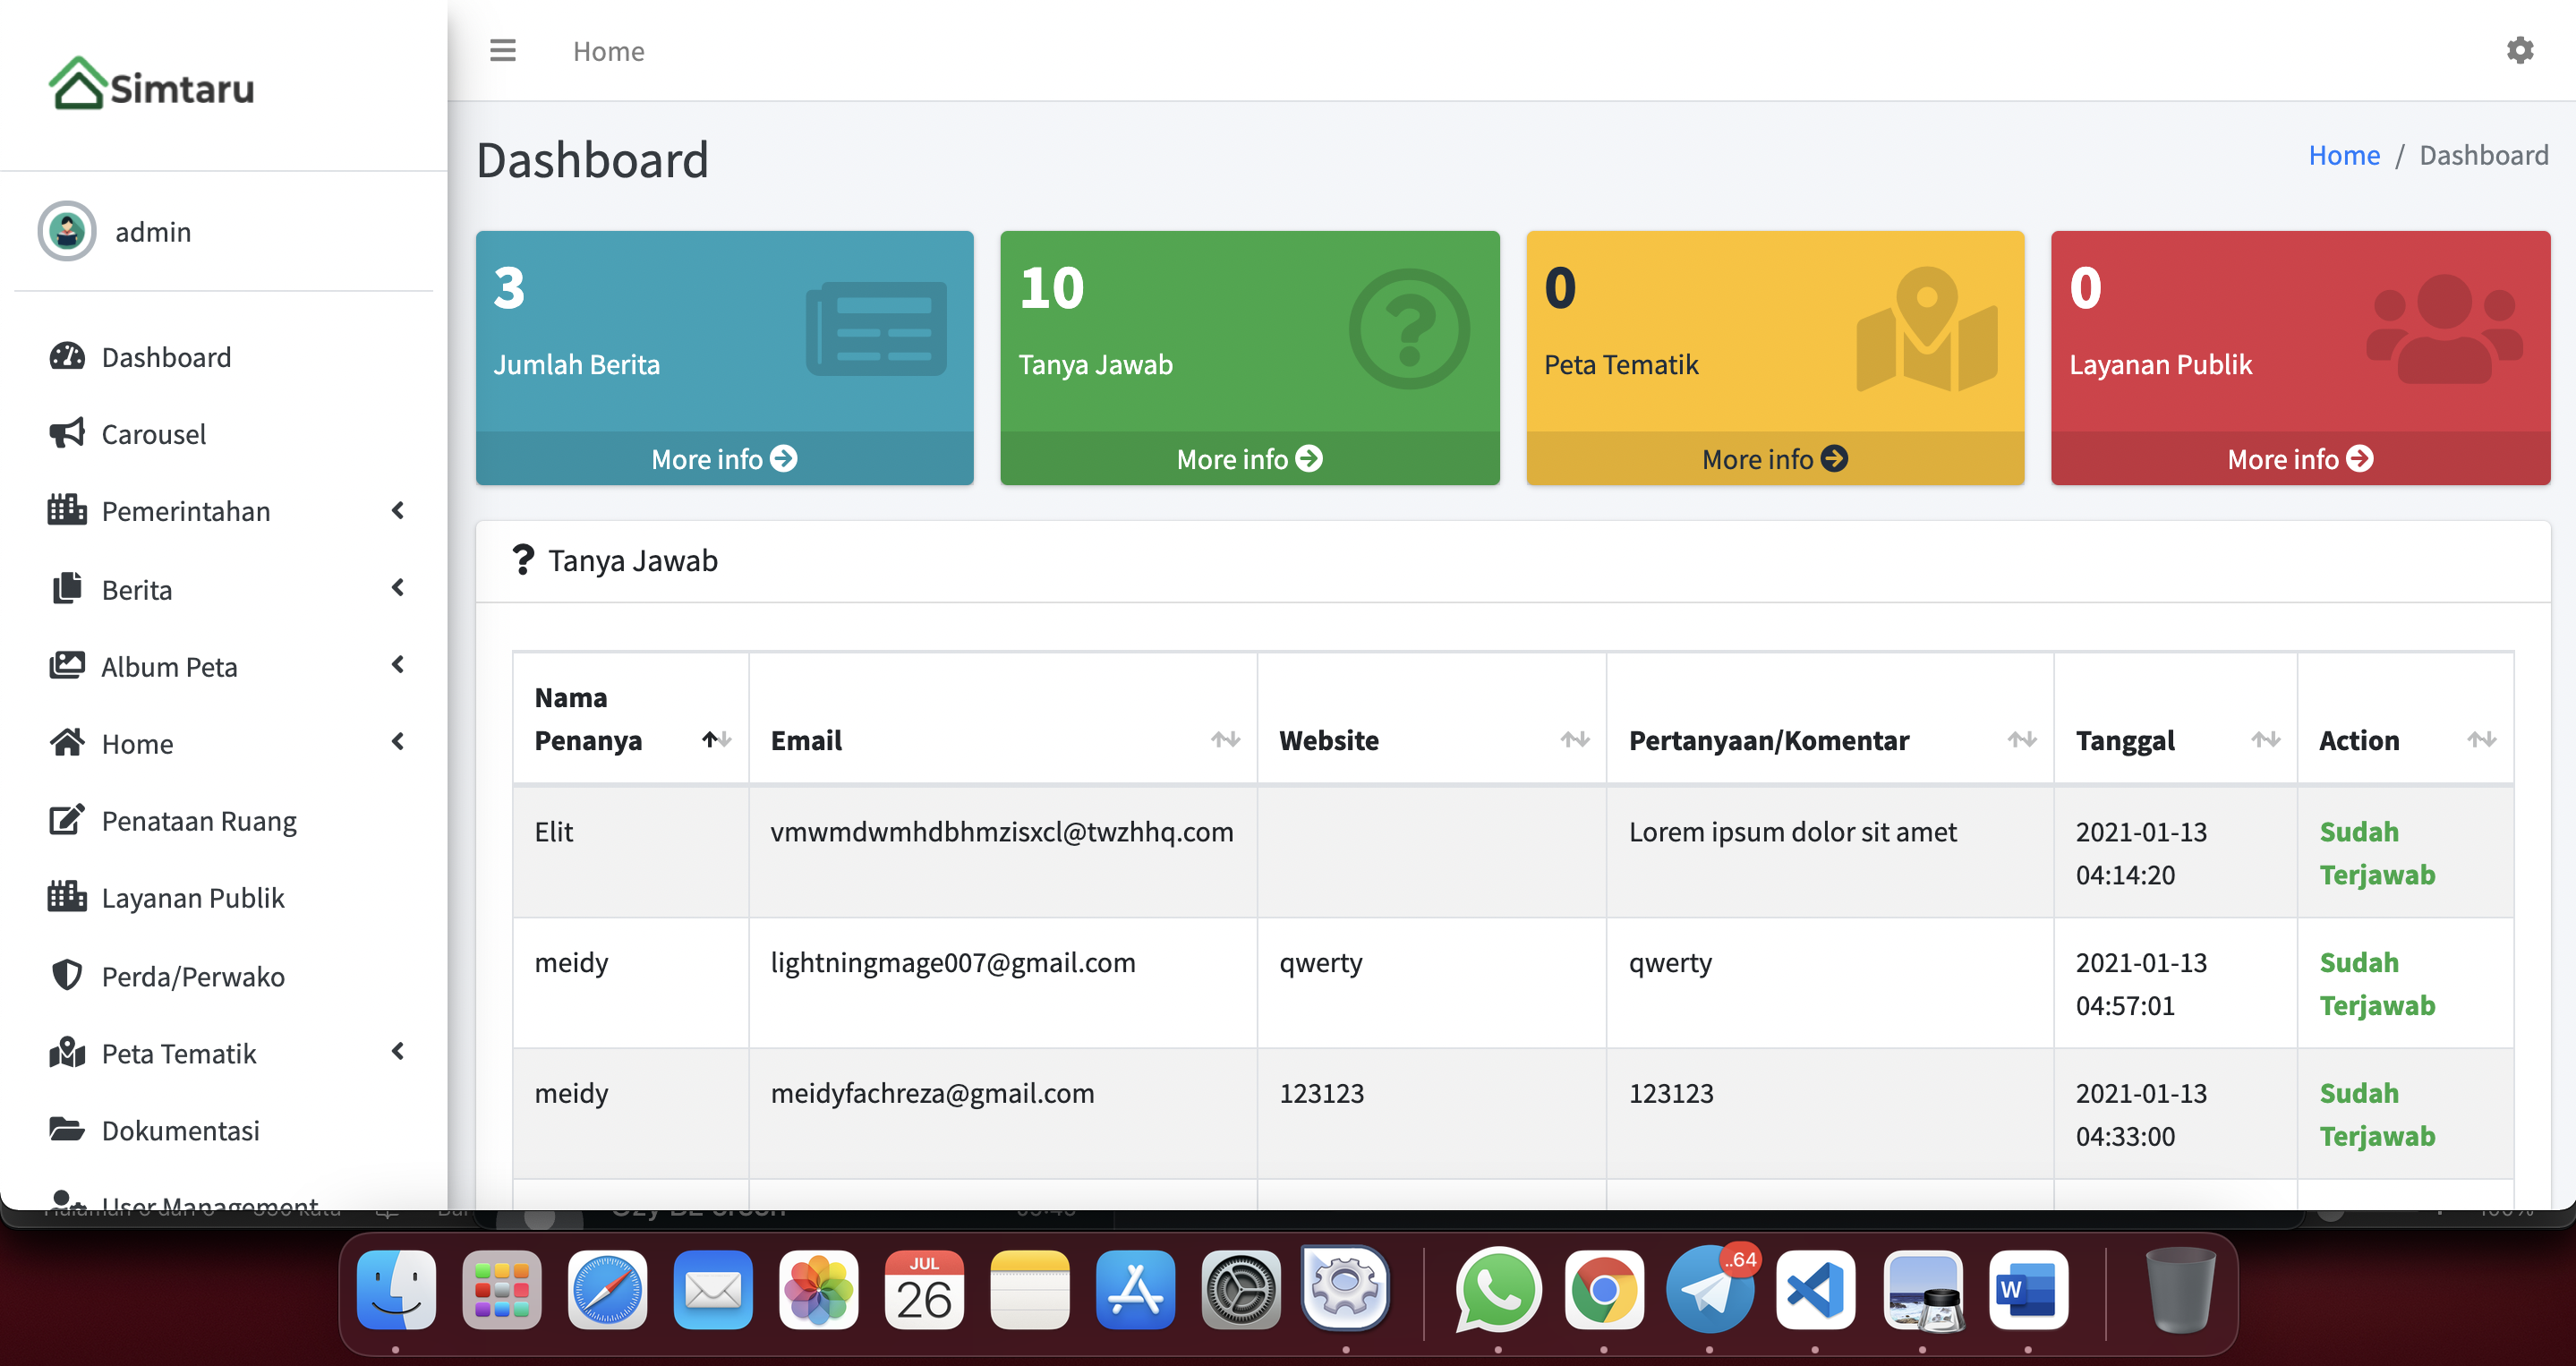 Simtaru
Home
admin
Dashboard
Home / Dashboard
3
Jumlah Berita
More info
10
Tanya Jawab
More info
0
Peta Tematik
More info
0
Layanan Publik
More info
Dashboard
Carousel
Pemerintahan
Berita
Album Peta
Home
Penataan Ruang
Layanan Publik
Perda/Perwako
Peta Tematik
Dokumentasi
User Management
Tanya Jawab
Nama Penanya Email Website Pertanyaan/Komentar Tanggal Action
Elit vmwmdwmhdbhmzisxcl@twzhhq.com Lorem ipsum dolor sit amet 2021-01-13 04:14:20 Sudah Terjawab
meidy lightningmage007@gmail.com qwerty qwerty 2021-01-13 04:57:01 Sudah Terjawab
meidy meidyfachreza@gmail.com 123123 123123 2021-01-13 04:33:00 Sudah Terjawab
JUL
26
..64
W